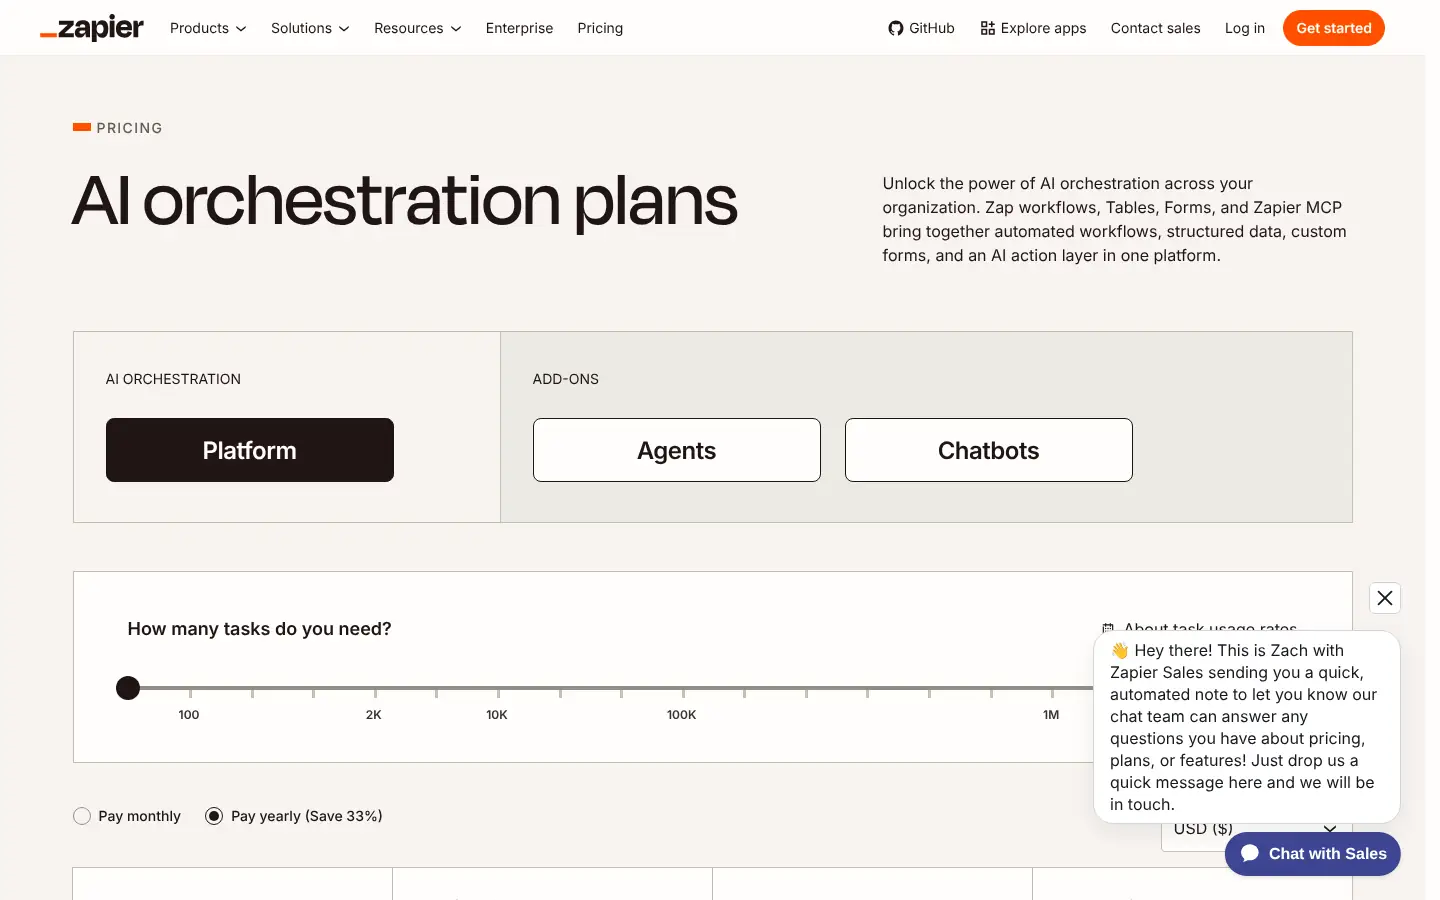 zapier
Products
Solutions
Resources
Enterprise
Pricing
GitHub
Explore apps
Contact sales
Log in
Get started
PRICING
AI orchestration plans
Unlock the power of AI orchestration across your
organization. Zap workflows, Tables, Forms, and Zapier MCP
bring together automated workflows, structured data, custom
forms, and an AI action layer in one platform.
AI ORCHESTRATION
Platform
ADD-ONS
Agents
Chatbots
How many tasks do you need?
About task usage rates
100
2K
10K
100K
1M
👋 Hey there! This is Zach with
Zapier Sales sending you a quick,
automated note to let you know our
chat team can answer any
questions you have about pricing,
plans, or features! Just drop us a
quick message here and we will be
in touch.
Pay monthly
Pay yearly (Save 33%)
USD ($)
Chat with Sales